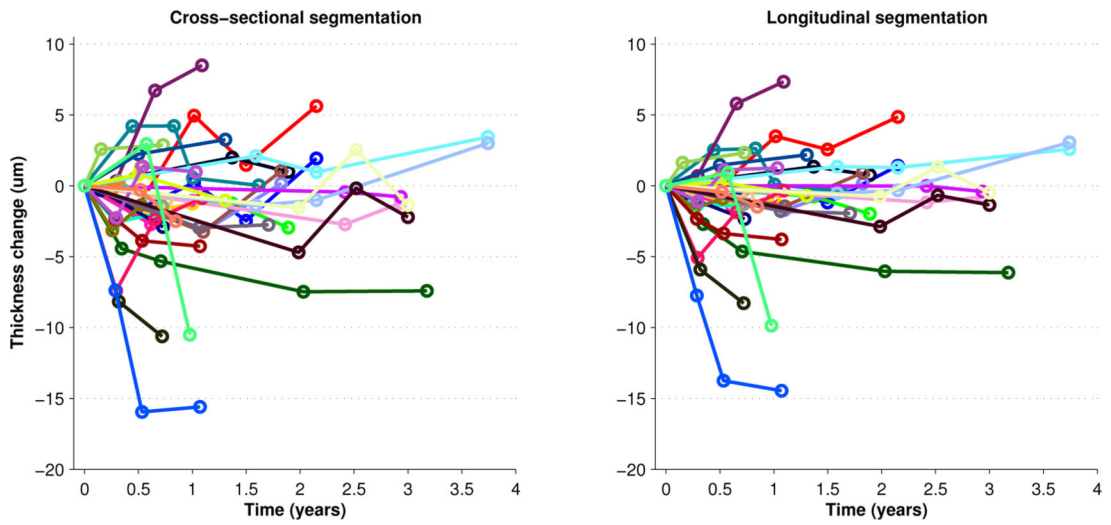 Cross−sectional segmentation
Longitudinal segmentation
10
5
0
−5
−10
−15
−20
Thickness change (um)
0 0.5 1 1.5 2 2.5 3 3.5 4
Time (years)
10
5
0
−5
−10
−15
−20
0 0.5 1 1.5 2 2.5 3 3.5 4
Time (years)